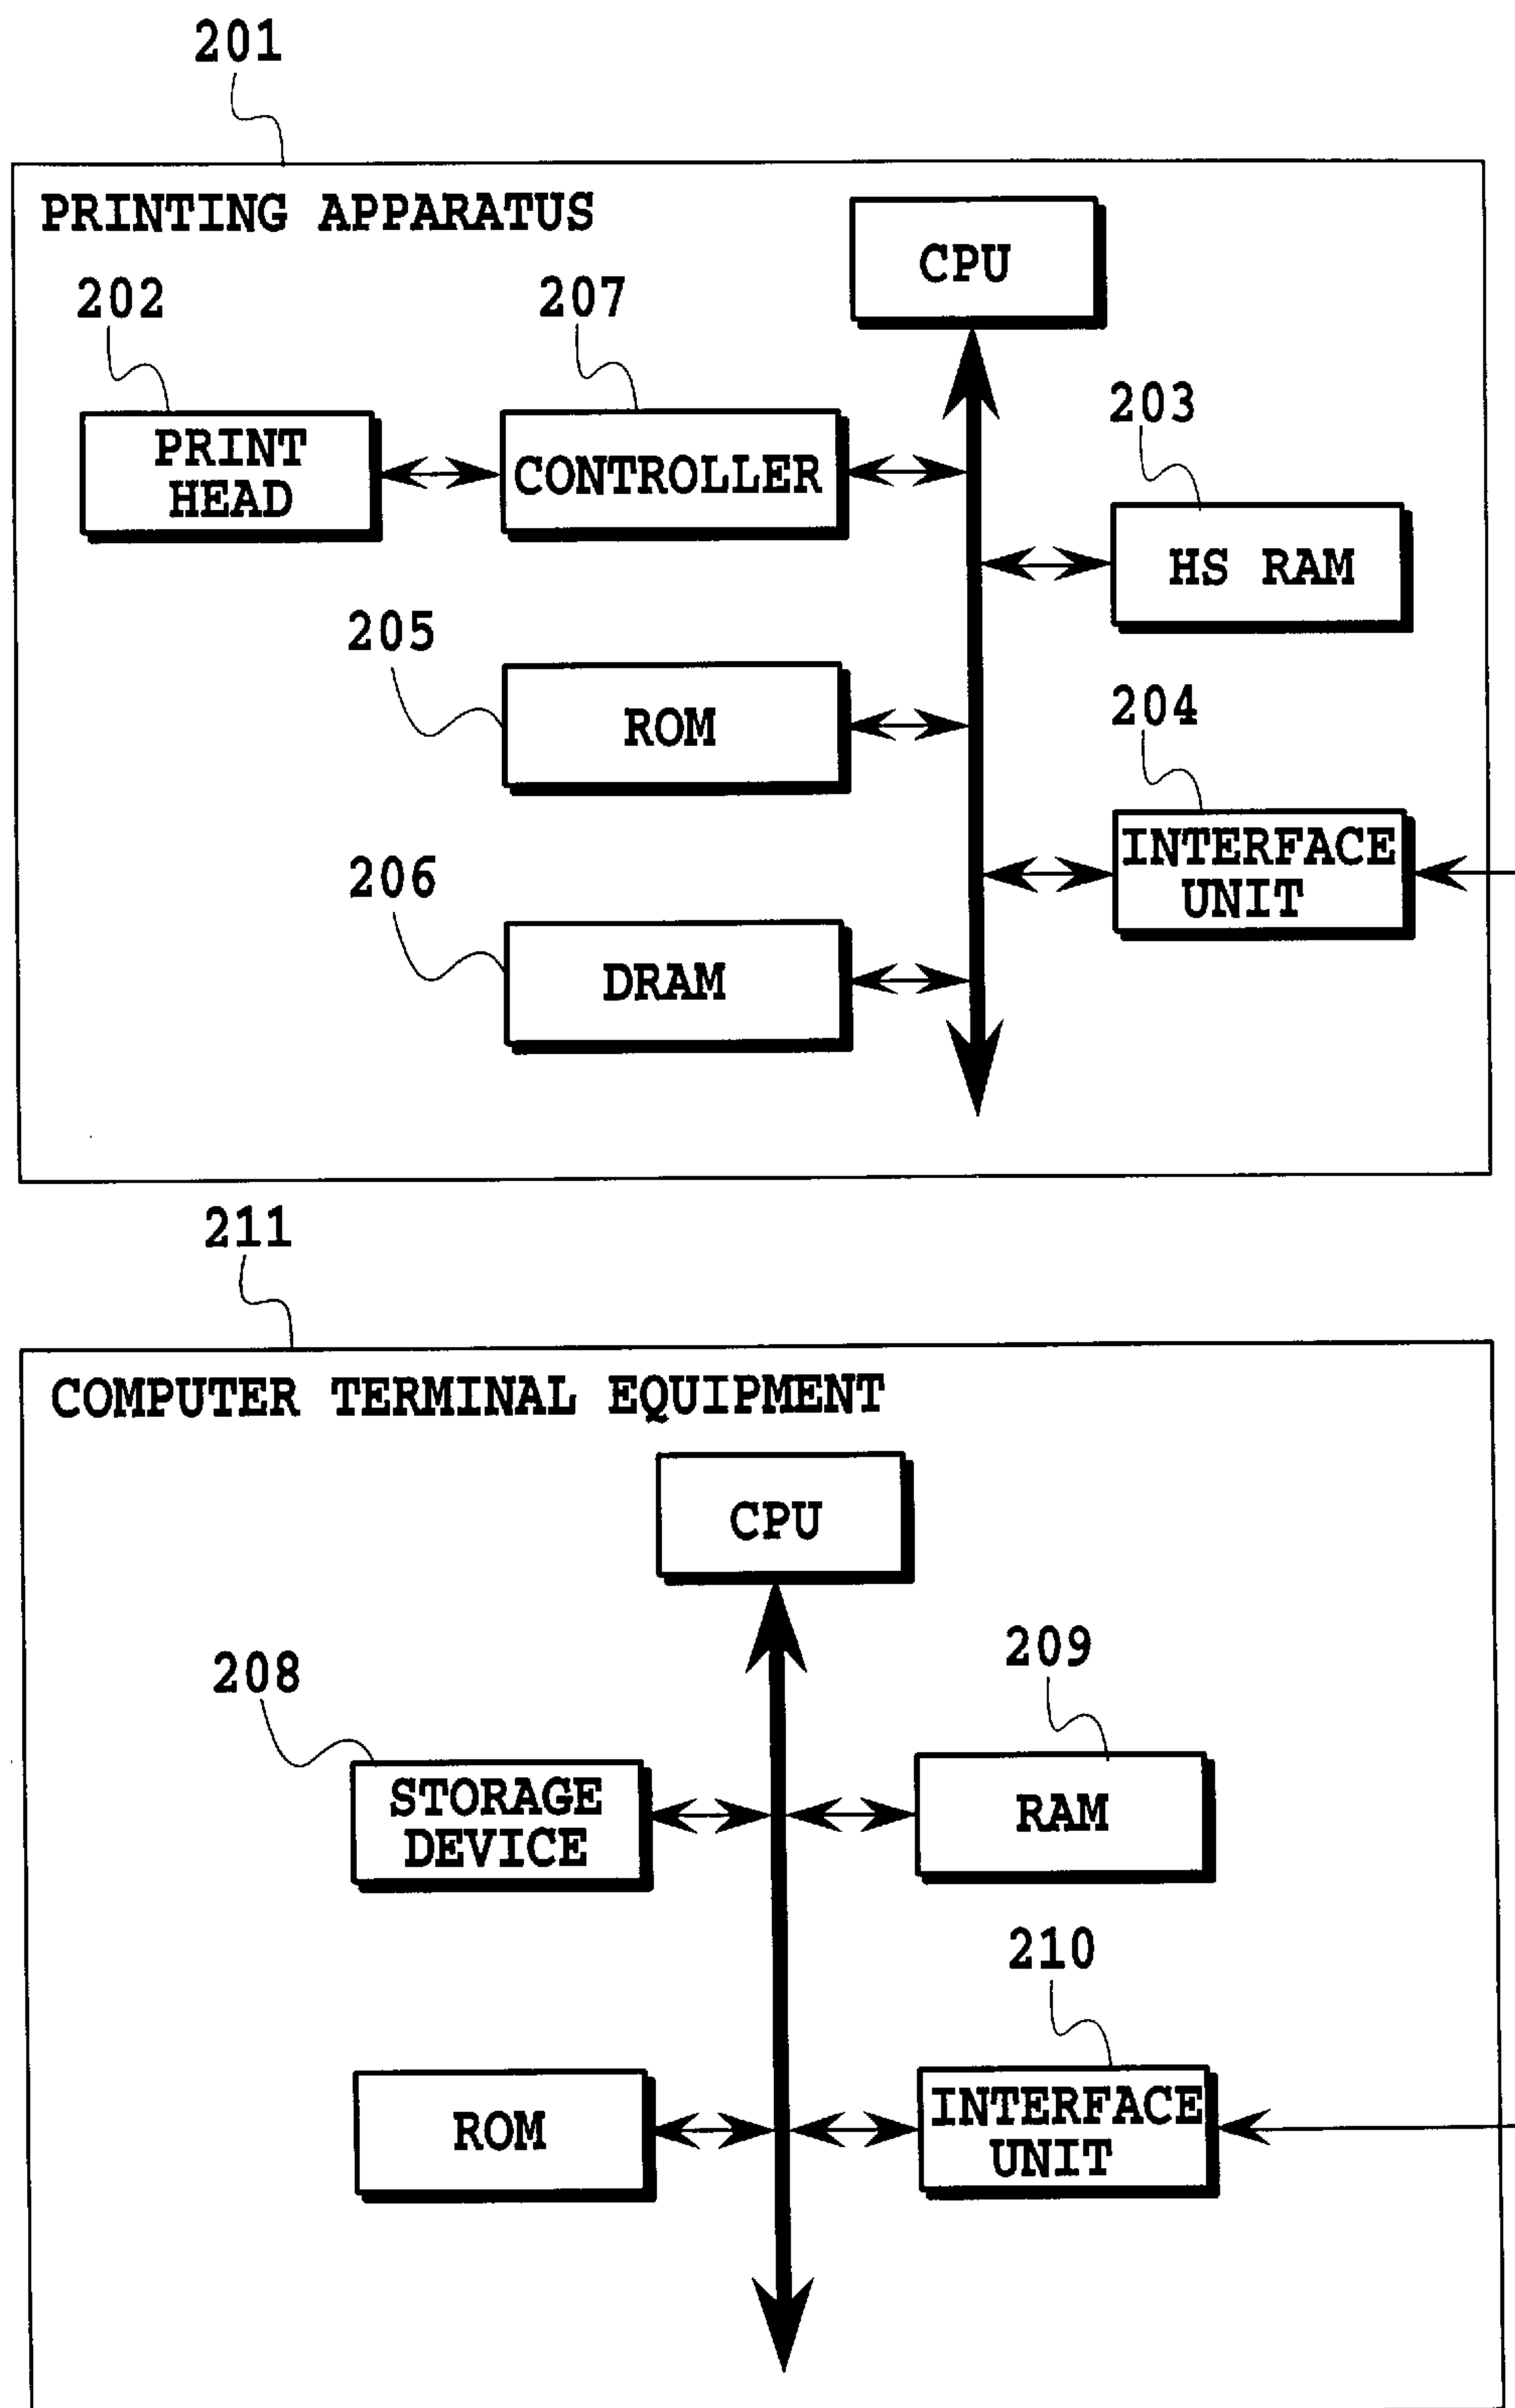 201
PRINTING APPARATUS
CPU
202
207
PRINT
HEAD
CONTROLLER
203
HS RAM
205
ROM
204
INTERFACE
UNIT
206
DRAM
211
COMPUTER TERMINAL EQUIPMENT
CPU
208
209
STORAGE
DEVICE
RAM
210
ROM
INTERFACE
UNIT